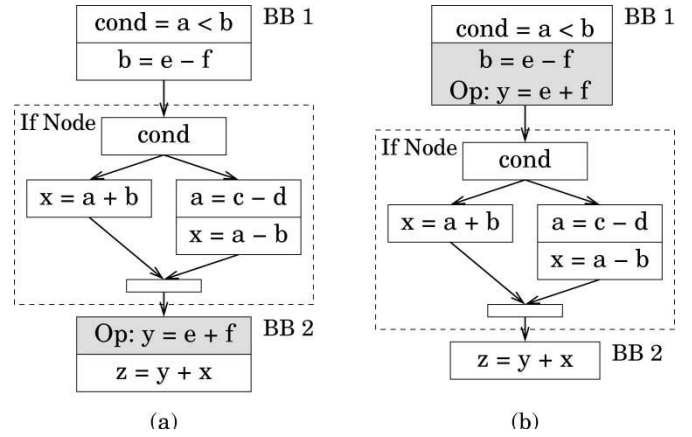 cond = a < b
BB 1
b = e − f
If Node
cond
x = a + b
a = c − d
x = a − b
Op: y = e + f
BB 2
z = y + x
(a)
cond = a < b
BB 1
b = e − f
Op: y = e + f
If Node
cond
x = a + b
a = c − d
x = a − b
z = y + x
BB 2
(b)